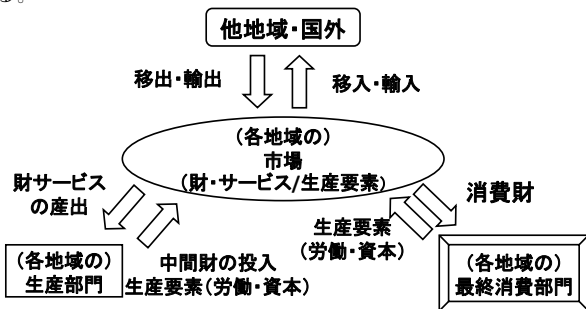 る。
他地域・国外
移出・輸出
移入・輸入
(各地域の)
市場
(財・サービス/生産要素)
財サービス
の産出
消費財
生産要素
(労働・資本)
(各地域の)
生産部門
中間財の投入
生産要素(労働・資本)
(各地域の)
最終消費部門